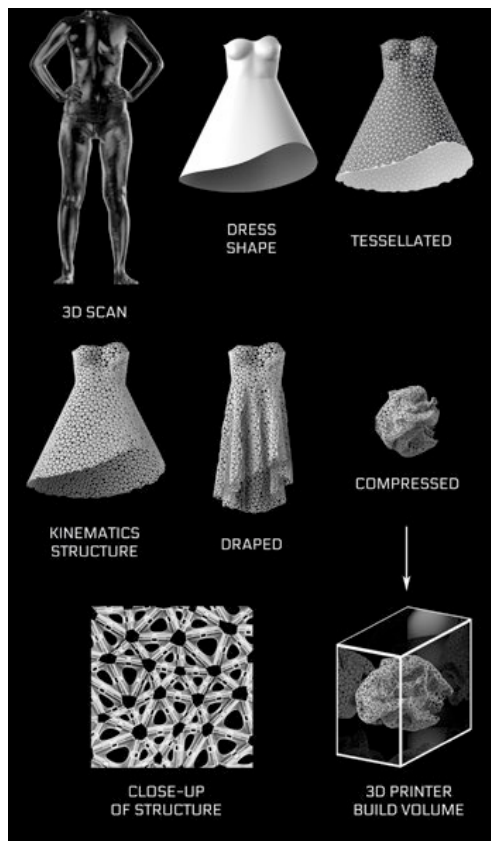 3D SCAN
DRESS
SHAPE
TESSELLATED
KINEMATICS
STRUCTURE
DRAPED
COMPRESSED
CLOSE-UP
OF STRUCTURE
3D PRINTER
BUILD VOLUME